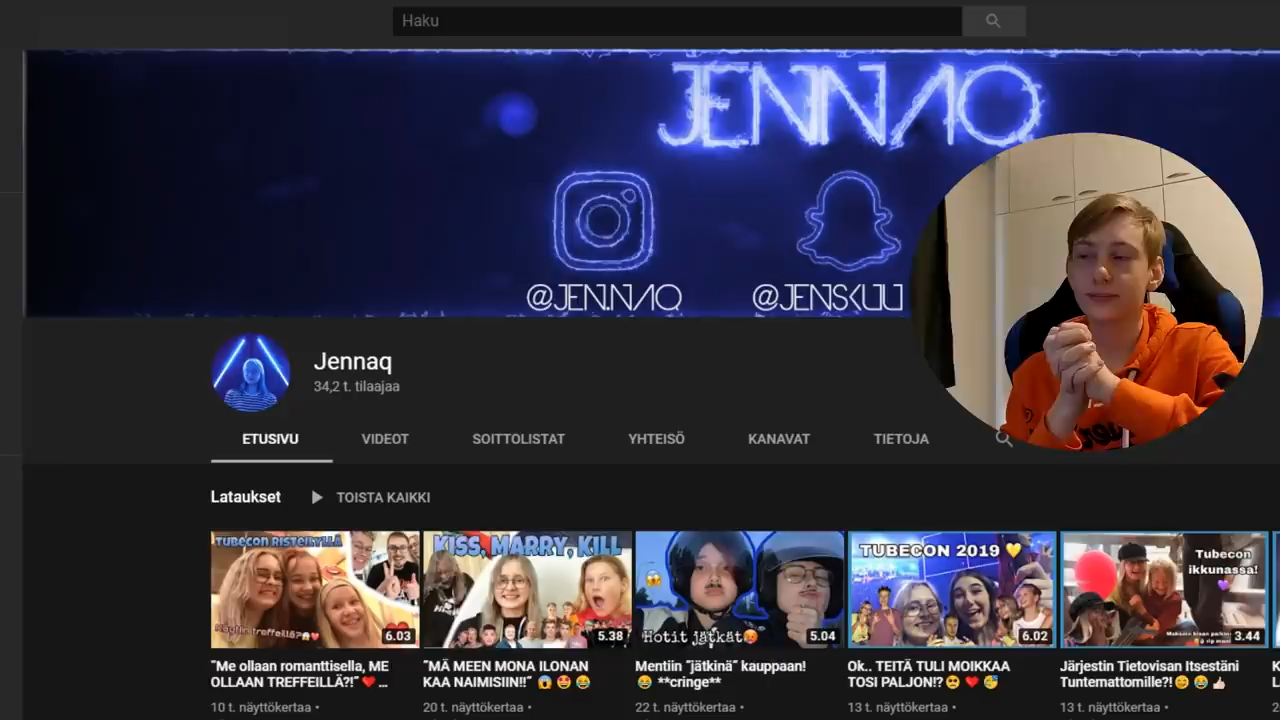 Haku
JENNAQ
@JENNAQ @JENSKUU
Jennaq
34,2 t. tilaajaa
ETUSIVU VIDEOT SOITTOLISTAT YHTEISÖ KANAVAT TIETOJA
Lataukset TOISTA KAIKKI
TUBECON RISTEILYLLÄ
6.03
KISS, MARRY, KILL
5.38
Hotit jätkät🥵
5.04
TUBECON 2019 💛
6.02
Tubecon
ikkunassa!
3.44
"Me ollaan romanttisella, ME
OLLAAN TREFFEILLÄ?!" ❤️ ...
10 t. näyttökertaa •
"MÄ MEEN MONA ILONAN
KAA NAIMISIIN!!" 😱 🤩 😂
20 t. näyttökertaa •
Mentiin "jätkinä" kauppaan!
😂 **cringe**
22 t. näyttökertaa •
Ok.. TEITÄ TULI MOIKKAA
TOSI PALJON!? 🥺 ❤️ 😴
13 t. näyttökertaa •
Järjestin Tietovisan Itsestäni
Tuntemattomille?! 😊 😂 👍🏻
13 t. näyttökertaa •